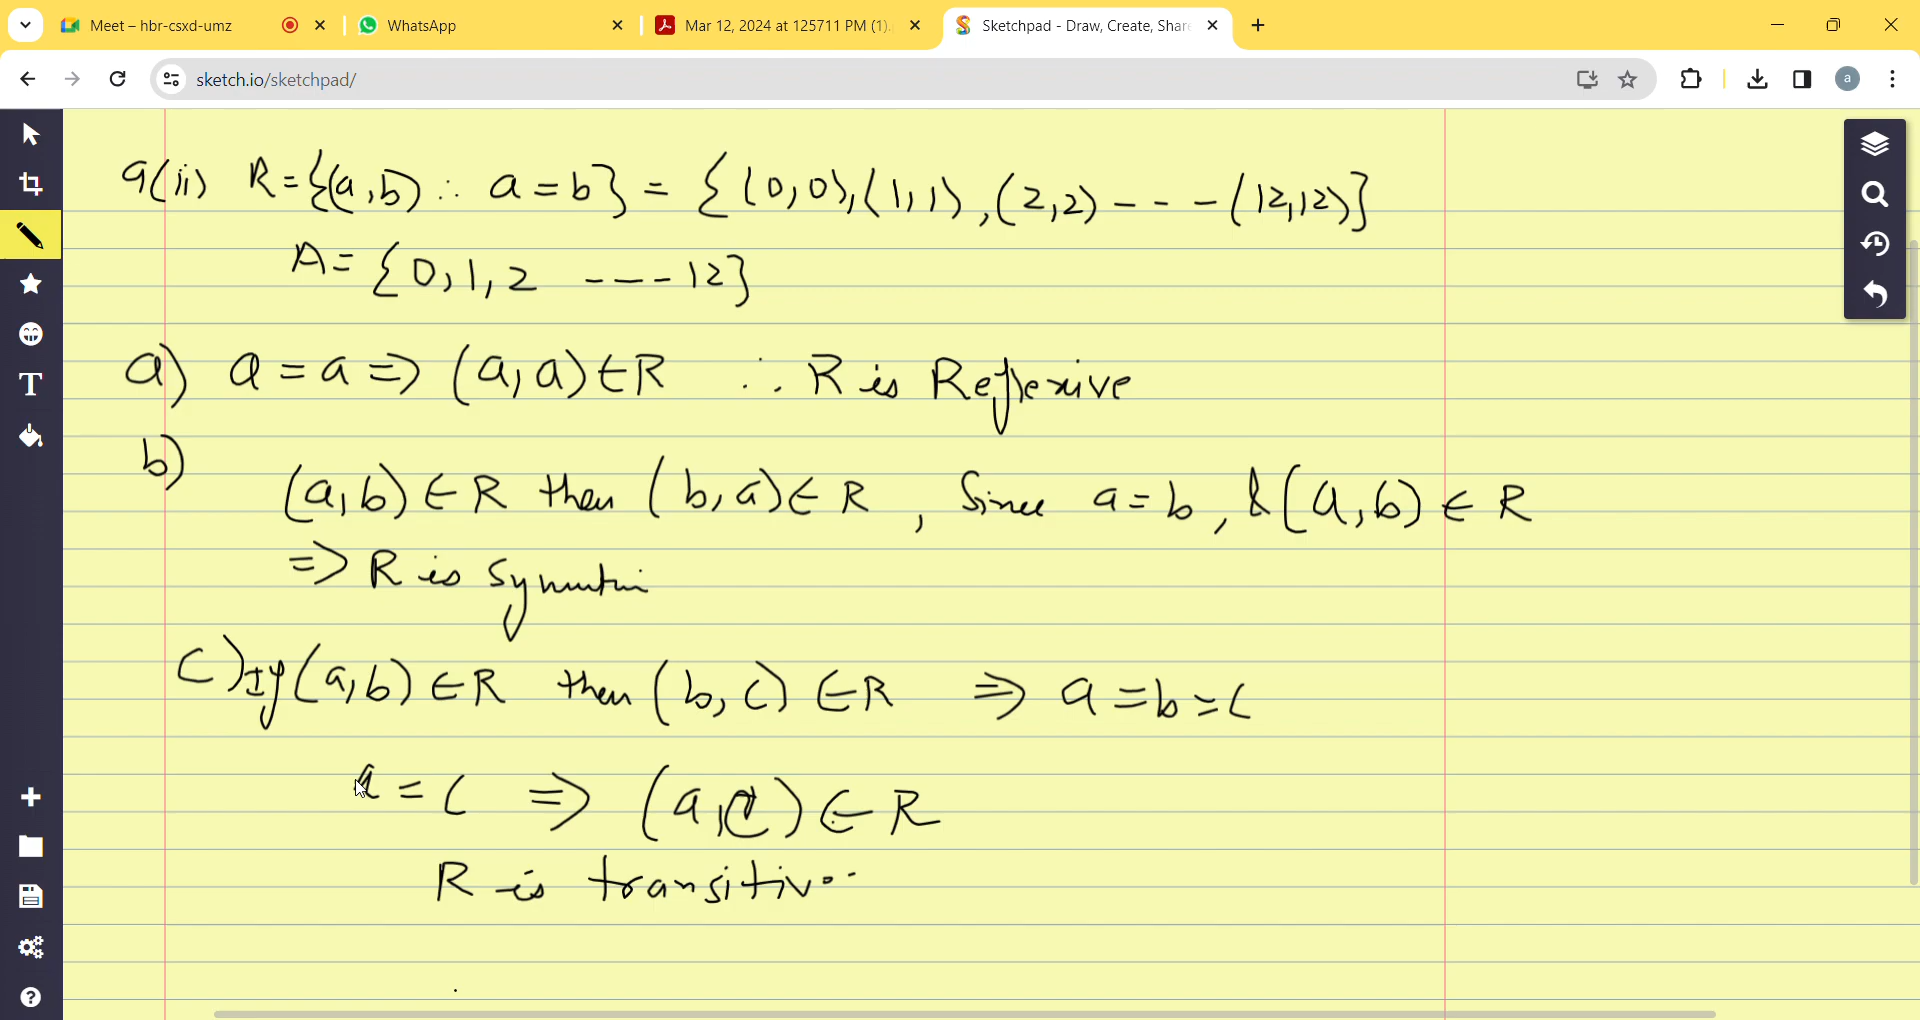 Meet – hbr-csxd-umz
WhatsApp
Mar 12, 2024 at 125711 PM (1).
Sketchpad - Draw, Create, Share
sketch.io/sketchpad/
a
9(ii) R={(a,b) ∴ a=b} = {(0,0),(1,1),(2,2)---(12,12)}
A= {0,1,2 ----12}
a) a=a => (a,a)∈R ∴ R is Reflexive
b)
(a,b)∈R then (b,a)∈R, Since a=b, &(a,b)∈R
=> R is
c) If (a,b)∈R then (b,c)∈R => a=b=c
a=c => (a,c)∈R
R is transitive
T